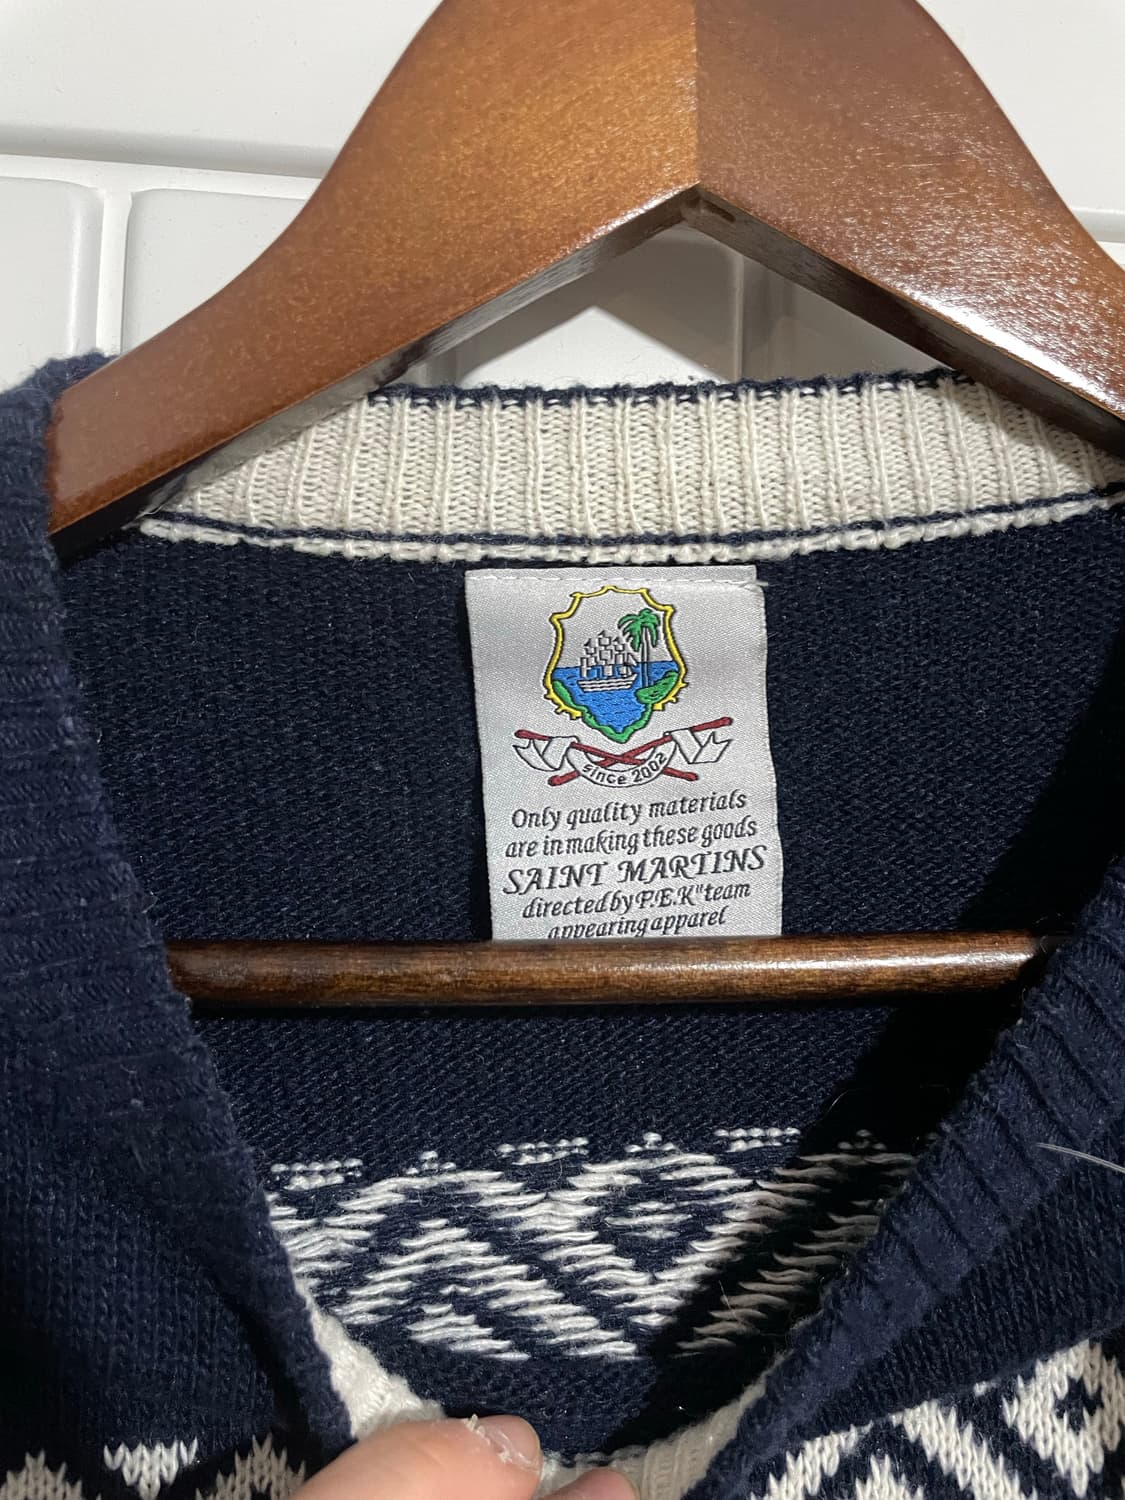 since 2002
Only quality materials
are in making these goods
SAINT MARTINS
directed by P.E.K" team
appearing apparel